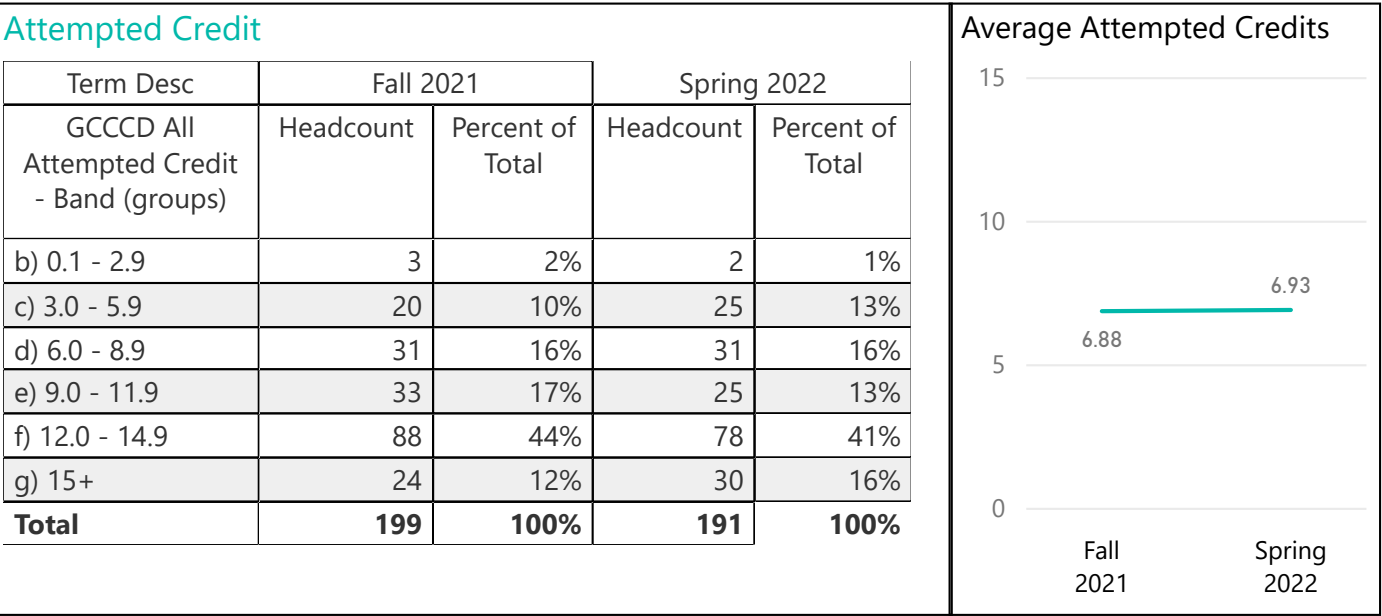 Attempted Credit
Term Desc Fall 2021 Spring 2022
GCCCD All Attempted Credit - Band (groups) Headcount Percent of Total Headcount Percent of Total
b) 0.1 - 2.9 3 2% 2 1%
c) 3.0 - 5.9 20 10% 25 13%
d) 6.0 - 8.9 31 16% 31 16%
e) 9.0 - 11.9 33 17% 25 13%
f) 12.0 - 14.9 88 44% 78 41%
g) 15+ 24 12% 30 16%
Total 199 100% 191 100%
Average Attempted Credits
15
10
6.93
6.88
5
0
Fall Spring
2021 2022